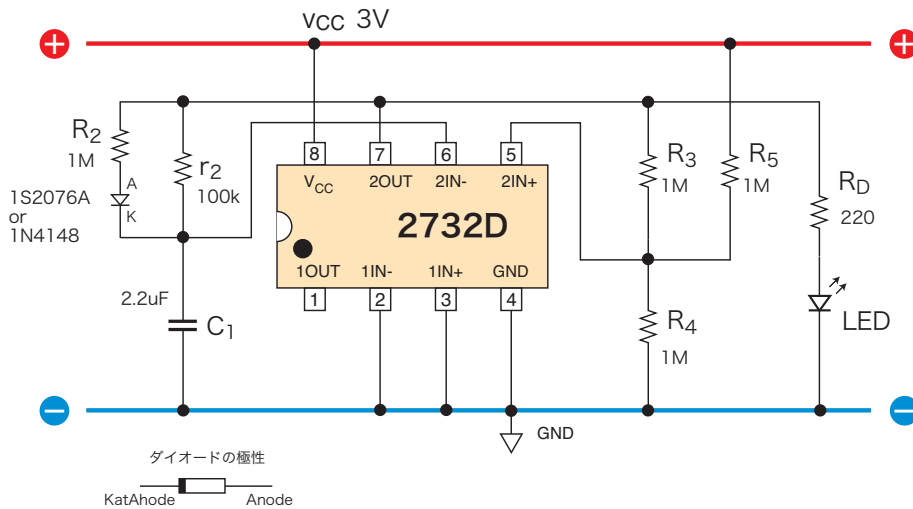 vcc 3V
+
+
R2
1M
r2
100k
A
K
1S2076A
or
1N4148
8
7
6
5
VCC
2OUT
2IN-
2IN+
2732D
1OUT
1IN-
1IN+
GND
1
2
3
4
2.2uF
C1
R3
1M
R5
1M
RD
220
R4
1M
LED
−
−
GND
ダイオードの極性
KatAhode
Anode